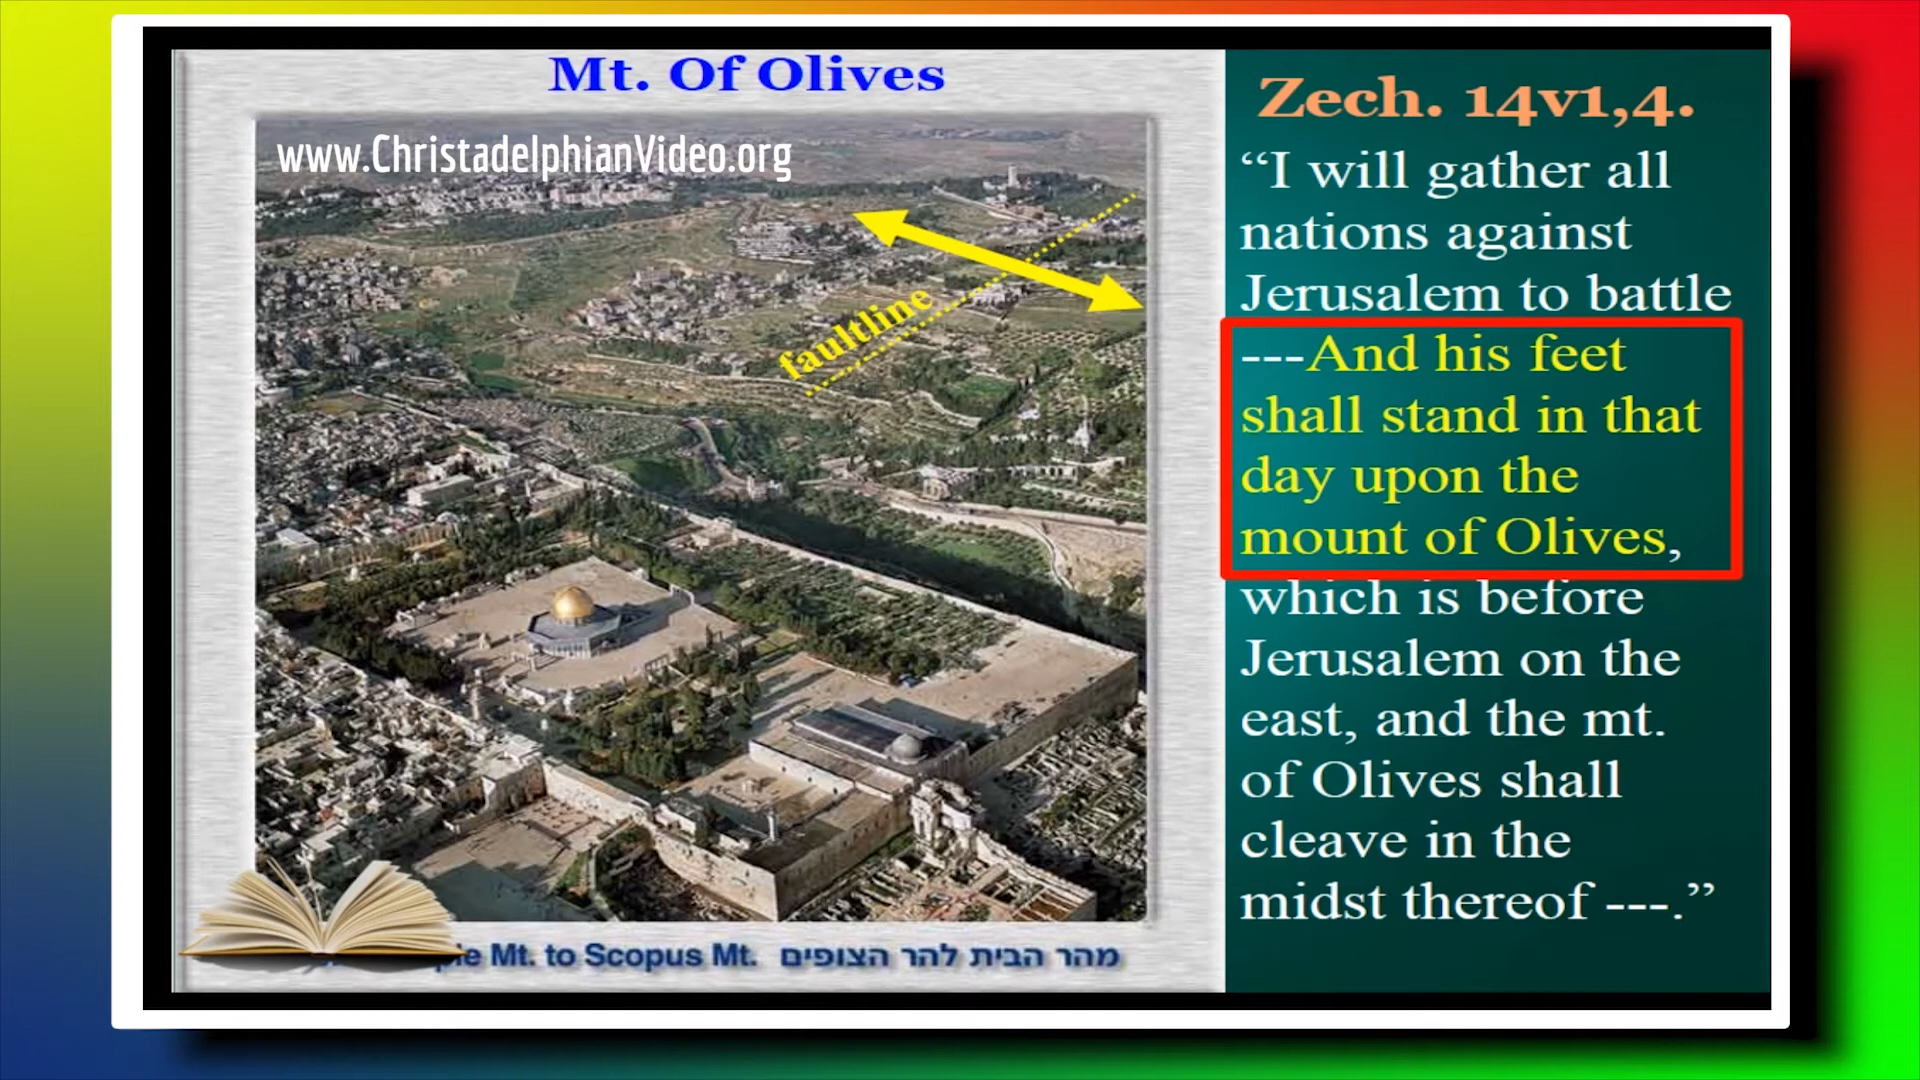 Mt. Of Olives
www.ChristadelphianVideo.org
faultline
Mt. to Scopus Mt. מהר הבית להר הצופים
Zech. 14v1,4.
“I will gather all
nations against
Jerusalem to battle
---And his feet
shall stand in that
day upon the
mount of Olives,
which is before
Jerusalem on the
east, and the mt.
of Olives shall
cleave in the
midst thereof ---.”